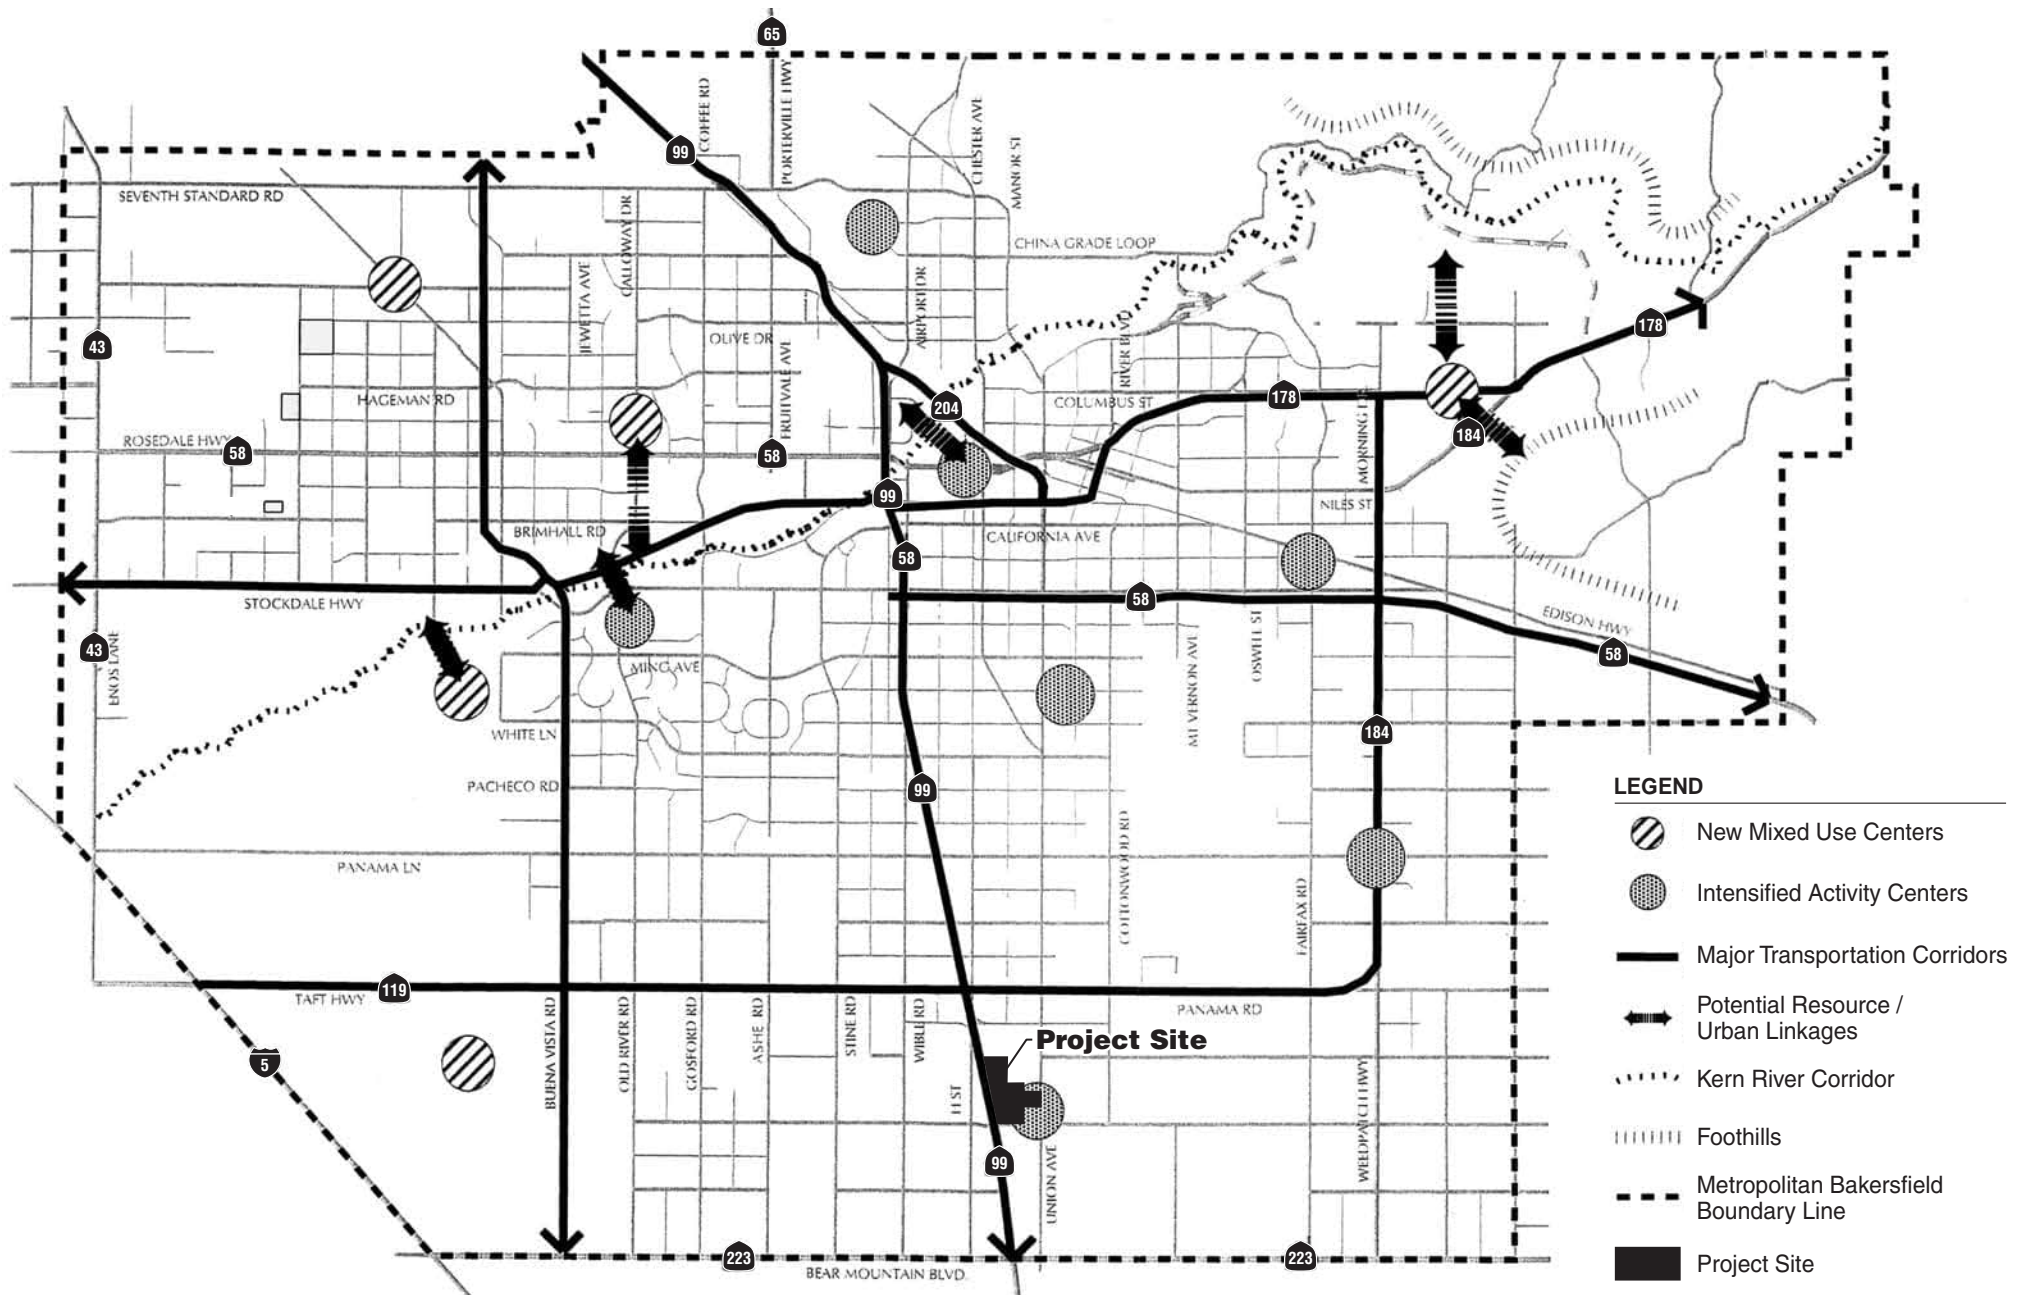 65
COFFEE RD
PORTERVILLE HWY
CHESTER AVE
MANOR ST
99
SEVENTH STANDARD RD
CALLOWAY DR
CHINA GRADE LOOP
JEWETTA AVE
AIRPORT DR
43
OLIVE DR
FRUITVALE AVE
RIVER BLVD
178
HAGEMAN RD
204
COLUMBUS ST
178
MORNING DR
184
ROSEDALE HWY
58
58
99
NILES ST
BRIMHALL RD
CALIFORNIA AVE
58
STOCKDALE HWY
58
EDISON HWY
58
43
ENOS LANE
MING AVE
MT VERNON AVE
OSWELL ST
WHITE LN
184
PACHECO RD
99
PANAMA LN
COTTONWOOD RD
FAIRFAX RD
119
TAFT HWY
PANAMA RD
BUENA VISTA RD
OLD RIVER RD
GOSFORD RD
ASHE RD
STINE RD
WIBLE RD
Project Site
5
H ST
WEEDPATCH HWY
99
UNION AVE
223
223
BEAR MOUNTAIN BLVD.
LEGEND
New Mixed Use Centers
Intensified Activity Centers
Major Transportation Corridors
Potential Resource /
Urban Linkages
Kern River Corridor
Foothills
Metropolitan Bakersfield
Boundary Line
Project Site